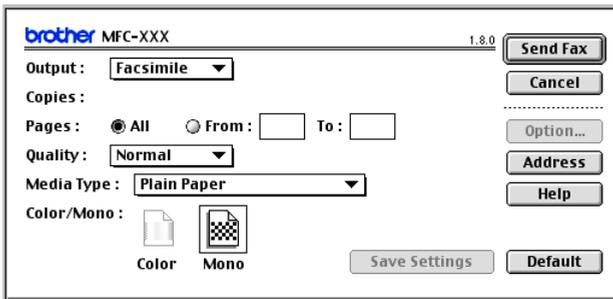 brother MFC-XXX
1.8.0
Send Fax
Output : Facsimile
Cancel
Copies :
Pages : All From : To :
Option...
Quality : Normal
Address
Media Type : Plain Paper
Help
Color/Mono :
Color Mono
Save Settings Default